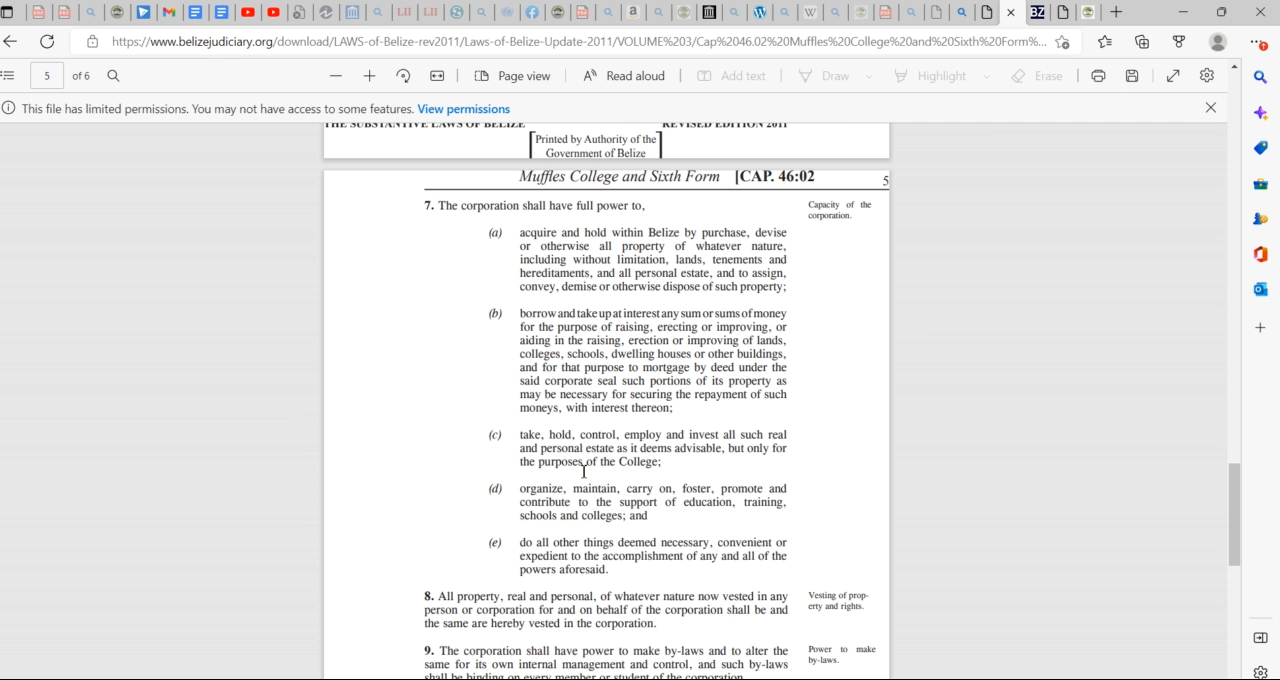 https://www.belizejudiciary.org/download/LAWS-of-Belize-rev2011/Laws-of-Belize-Update-2011/VOLUME%203/Cap%2046.02%20Muffles%20College%20and%20Sixth%20Form%...
5 of 6
Page view
Read aloud
Add text
Draw
Highlight
Erase
This file has limited permissions. You may not have access to some features. View permissions
THE SUBSTANTIVE LAWS OF BELIZE REVISED EDITION 2011
Printed by Authority of the
Government of Belize
Muffles College and Sixth Form [CAP. 46:02 5
7. The corporation shall have full power to,
Capacity of the
corporation.
(a) acquire and hold within Belize by purchase, devise
or otherwise all property of whatever nature,
including without limitation, lands, tenements and
hereditaments, and all personal estate, and to assign,
convey, demise or otherwise dispose of such property;
(b) borrow and take up at interest any sum or sums of money
for the purpose of raising, erecting or improving, or
aiding in the raising, erection or improving of lands,
colleges, schools, dwelling houses or other buildings,
and for that purpose to mortgage by deed under the
said corporate seal such portions of its property as
may be necessary for securing the repayment of such
moneys, with interest thereon;
(c) take, hold, control, employ and invest all such real
and personal estate as it deems advisable, but only for
the purposes of the College;
(d) organize, maintain, carry on, foster, promote and
contribute to the support of education, training,
schools and colleges; and
(e) do all other things deemed necessary, convenient or
expedient to the accomplishment of any and all of the
powers aforesaid.
8. All property, real and personal, of whatever nature now vested in any
person or corporation for and on behalf of the corporation shall be and
the same are hereby vested in the corporation.
Vesting of prop-
erty and rights.
9. The corporation shall have power to make by-laws and to alter the
same for its own internal management and control, and such by-laws
shall be binding on every member or student of the corporation
Power to make
by-laws.